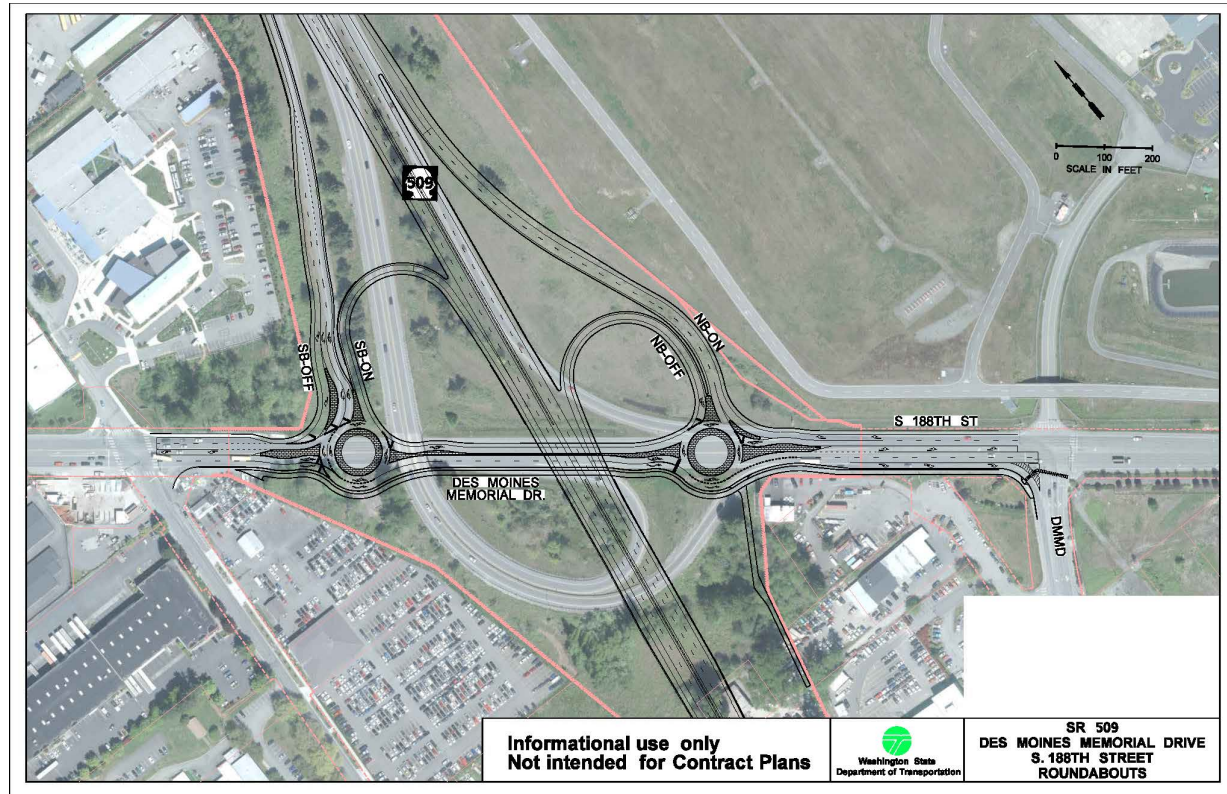 509
0 100 200
SCALE IN FEET
SB-OFF
SB-ON
NB-OFF
NB-ON
S 188TH ST
DES MOINES
MEMORIAL DR.
DMMD
Informational use only
Not intended for Contract Plans
Washington State
Department of Transportation
SR 509
DES MOINES MEMORIAL DRIVE
S. 188TH STREET
ROUNDABOUTS